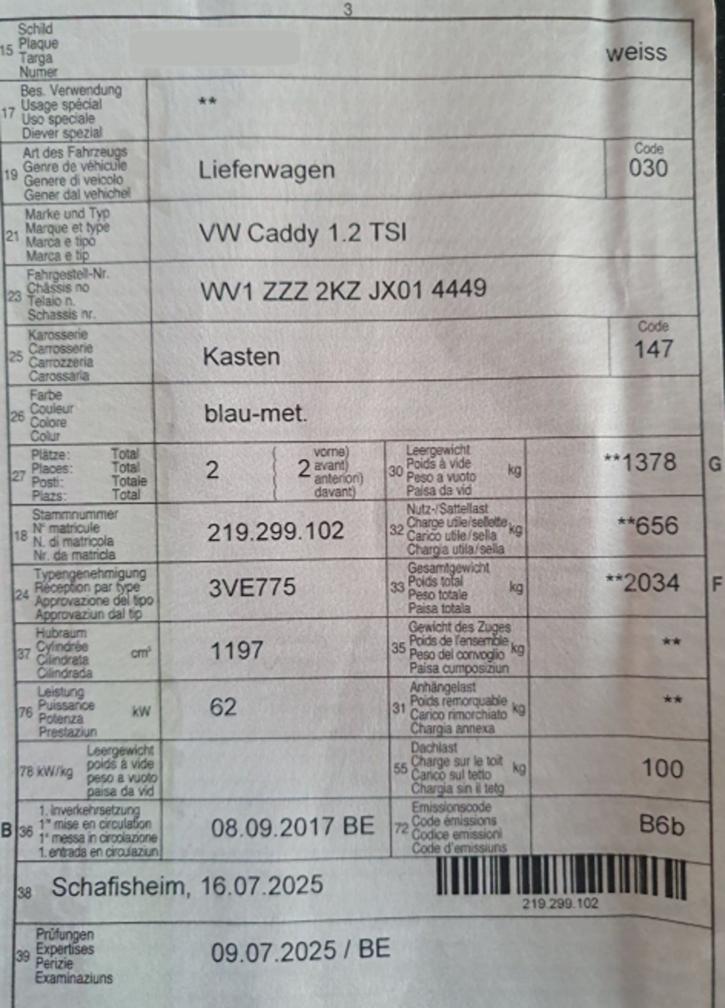 3
15 Schild
Plaque
Targa
Numer
weiss
17 Bes. Verwendung
Usage spécial
Uso speciale
Diever spezial
**
19 Art des Fahrzeugs
Genre de véhicule
Genere di veicolo
Gener dal vehichel
Lieferwagen
Code
030
21 Marke und Typ
Marque et type
Marca e tipo
Marca e tip
VW Caddy 1.2 TSI
23 Fahrgestell-Nr.
Châssis no
Telaio n.
Schassis nr.
WV1 ZZZ 2KZ JX01 4449
25 Karosserie
Carrosserie
Carrozzeria
Carossaria
Kasten
Code
147
26 Farbe
Couleur
Colore
Colur
blau-met.
27 Plätze: Total
Places: Total
Posti: Totale
Plazs: Total
2
( vorne)
2 avant)
anteriori)
( davant)
30 Leergewicht
Poids à vide
Peso a vuoto
Paisa da vid
kg
**1378
G
18 Stammnummer
N° matricule
N. di matricola
Nr. da matricla
219.299.102
32 Nutz-/Sattellast
Charge utile/sellette
Carico utile/sella
Chargia utila/sella
kg
**656
24 Typengenehmigung
Réception par type
Approvazione del tipo
Approvaziun dal tip
3VE775
33 Gesamtgewicht
Poids total
Peso totale
Paisa totala
kg
**2034
F
37 Hubraum
Cylindrée
Cilindrata
Cilindrada
cm³
1197
35 Gewicht des Zuges
Poids de l'ensemble
Peso del convoglio
Paisa cumposiziun
kg
**
76 Leistung
Puissance
Potenza
Prestaziun
kW
62
31 Anhängelast
Poids remorquable
Carico rimorchiato
Chargia annexa
kg
**
78 kW/kg
Leergewicht
poids à vide
peso a vuoto
paisa da vid
55 Dachlast
Charge sur le toit
Carico sul tetto
Chargia sin il tetg
kg
100
B 36 1. Inverkehrsetzung
1re mise en circulation
1a messa in circolazione
1. entrada en circulaziun
08.09.2017 BE
72 Emissionscode
Code émissions
Codice emissioni
Code d'emissiuns
B6b
38 Schafisheim, 16.07.2025
219.299.102
39 Prüfungen
Expertises
Perizie
Examinaziuns
09.07.2025 / BE